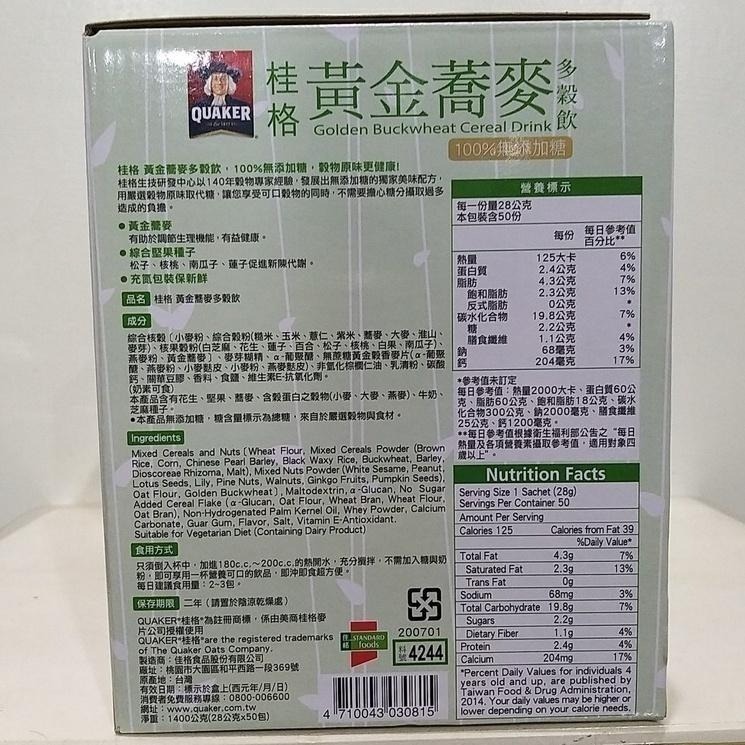 QUAKER
桂格 黃金蕎麥 多穀飲
Golden Buckwheat Cereal Drink
100%無添加糖
桂格 黃金蕎麥多穀飲，100%無添加糖，穀物原味更健康!
桂格生技研發中心以140年穀物專家經驗，發展出無添加糖的獨家美味配方，
用嚴選穀物原味取代糖，讓您享受可口穀物的同時，不需要擔心糖分攝取過多
造成的負擔。
●黃金蕎麥
有助於調節生理機能，有益健康。
●綜合堅果種子
松子、核桃、南瓜子、蓮子促進新陳代謝。
●充氮包裝保新鮮
品名 桂格 黃金蕎麥多穀飲
成分
綜合核穀〔小麥粉、綜合穀粉(糙米、玉米、薏仁、紫米、蕎麥、大麥、淮山、
麥芽)、核果穀粉(白芝麻、花生、蓮子、百合、松子、核桃、白果、南瓜子)、
燕麥粉、黃金蕎麥〕、麥芽糊精、α-葡聚醣、無蔗糖黃金穀香麥片(α-葡聚
醣、燕麥粉、小麥麩皮、小麥粉、燕麥麩皮)、非氫化棕櫚仁油、乳清粉、碳酸
鈣、關華豆膠、香料、食鹽、維生素E-抗氧化劑。
(奶素可食)
本產品含有花生、堅果、蕎麥、含麩蛋白之穀物(小麥、大麥、燕麥)、牛奶、
芝麻種子。
●本產品無添加糖，糖含量標示為總糖，來自於嚴選穀物與食材。
Ingredients
Mixed Cereals and Nuts〔Wheat Flour, Mixed Cereals Powder (Brown
Rice, Corn, Chinese Pearl Barley, Black Waxy Rice, Buckwheat, Barley,
Dioscoreae Rhizoma, Malt), Mixed Nuts Powder (White Sesame, Peanut,
Lotus Seeds, Lily, Pine Nuts, Walnuts, Ginkgo Fruits, Pumpkin Seeds),
Oat Flour, Golden Buckwheat〕, Maltodextrin, α-Glucan, No Sugar
Added Cereal Flake (α-Glucan, Oat Flour, Wheat Bran, Wheat Flour,
Oat Bran), Non-Hydrogenated Palm Kernel Oil, Whey Powder, Calcium
Carbonate, Guar Gum, Flavor, Salt, Vitamin E-Antioxidant.
Suitable for Vegetarian Diet (Containing Dairy Product)
食用方式
只須倒入杯中，加進180c.c.～200c.c.的熱開水，充分攪拌，不需加入糖與奶
粉，即可享用一杯營養可口的飲品，即沖即食超方便。
每日建議食用量：2~3包。
保存期限 二年（請置於陰涼乾燥處）
QUAKER®桂格®為註冊商標，係由美商桂格麥
片公司授權使用
QUAKER®桂格®are the registered trademarks
of The Quaker Oats Company.
製造商：佳格食品股份有限公司
廠址：桃園市大園區和平西路一段369號
原產地：台灣
有效日期：標示於盒上(西元年/月/日)
消費者免費服務專線：0800-006600
網址：www.quaker.com.tw
淨重：1400公克(28公克x50包)
200701
佳格 STANDARD foods
料號 4244
4 710043 030815
營養標示
每一份量28公克
本包裝含50份
每份 每日參考值百分比**
熱量 125大卡 6%
蛋白質 2.4公克 4%
脂肪 4.3公克 7%
飽和脂肪 2.3公克 13%
反式脂肪 0公克 *
碳水化合物 19.8公克 7%
糖 2.2公克 *
膳食纖維 1.1公克 4%
鈉 68毫克 3%
鈣 204毫克 17%
*參考值未訂定
每日參考值：熱量2000大卡、蛋白質60公
克、脂肪60公克、飽和脂肪18公克、碳水
化合物300公克、鈉2000毫克、膳食纖維
25公克、鈣1200毫克。
**每日參考值根據衛生福利部公告之“每日
熱量及各項營養素攝取參考值，適用對象四
歲以上”。
Nutrition Facts
Serving Size 1 Sachet (28g)
Servings Per Container 50
Amount Per Serving
Calories 125 Calories from Fat 39
%Daily Value*
Total Fat 4.3g 7%
Saturated Fat 2.3g 13%
Trans Fat 0g
Sodium 68mg 3%
Total Carbohydrate 19.8g 7%
Sugars 2.2g
Dietary Fiber 1.1g 4%
Protein 2.4g 4%
Calcium 204mg 17%
*Percent Daily Values for individuals 4
years old and up, are published by
Taiwan Food & Drug Administration,
2014. Your daily values may be higher or
lower depending on your calorie needs.